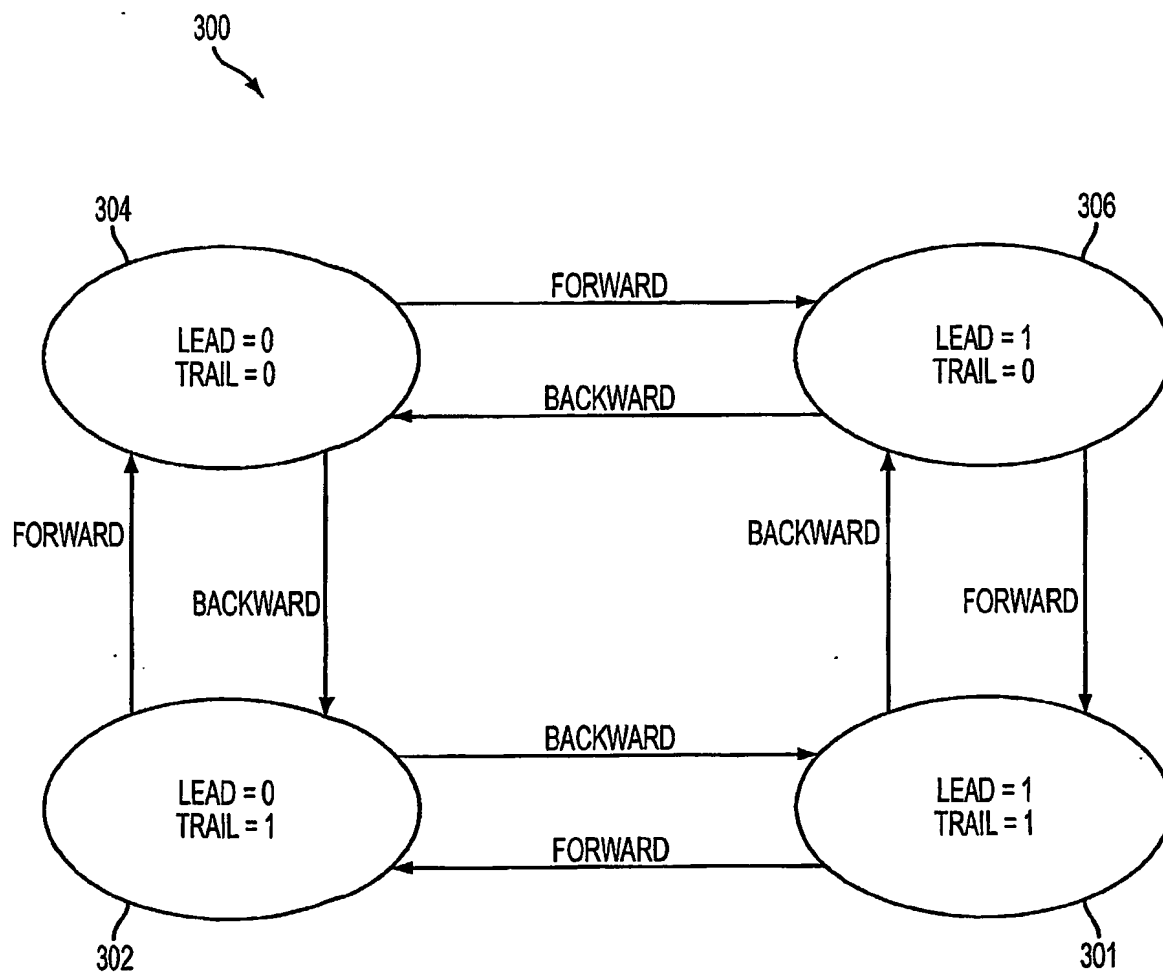 300
304
306
FORWARD
LEAD = 0
TRAIL = 0
LEAD = 1
TRAIL = 0
BACKWARD
FORWARD
BACKWARD
BACKWARD
FORWARD
BACKWARD
LEAD = 0
TRAIL = 1
LEAD = 1
TRAIL = 1
FORWARD
302
301